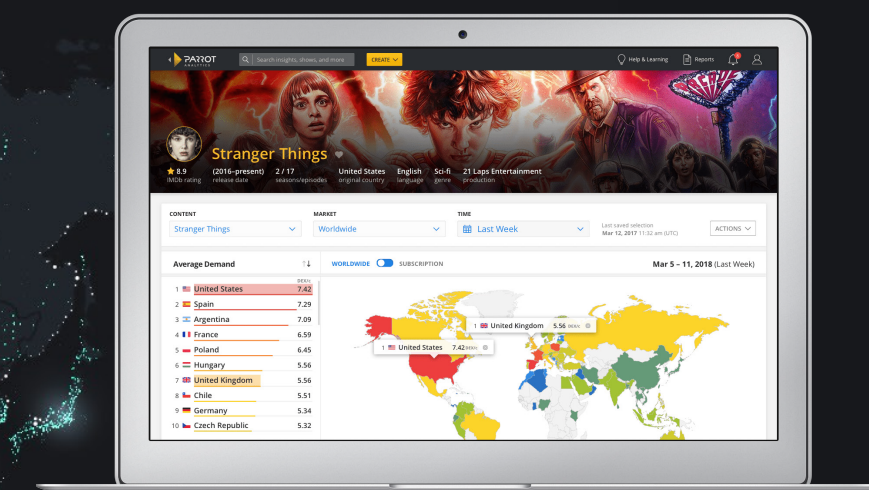 PARROT
ANALYTICS
Search insights, shows, and more
CREATE
Help & Learning
Reports
Stranger Things
8.9
IMDb rating
(2016–present)
release date
2 / 17
seasons/episodes
United States
original country
English
language
Sci-fi
genre
21 Laps Entertainment
production
CONTENT
Stranger Things
MARKET
Worldwide
TIME
Last Week
Last saved selection
Mar 12, 2017 11:32 am (UTC)
ACTIONS
Average Demand
WORLDWIDE SUBSCRIPTION
Mar 5 – 11, 2018 (Last Week)
DEX/c
1 United States 7.42
2 Spain 7.29
3 Argentina 7.09
4 France 6.59
5 Poland 6.45
6 Hungary 5.56
7 United Kingdom 5.56
8 Chile 5.51
9 Germany 5.34
10 Czech Republic 5.32
1 United Kingdom 5.56 DEX/c
1 United States 7.42 DEX/c